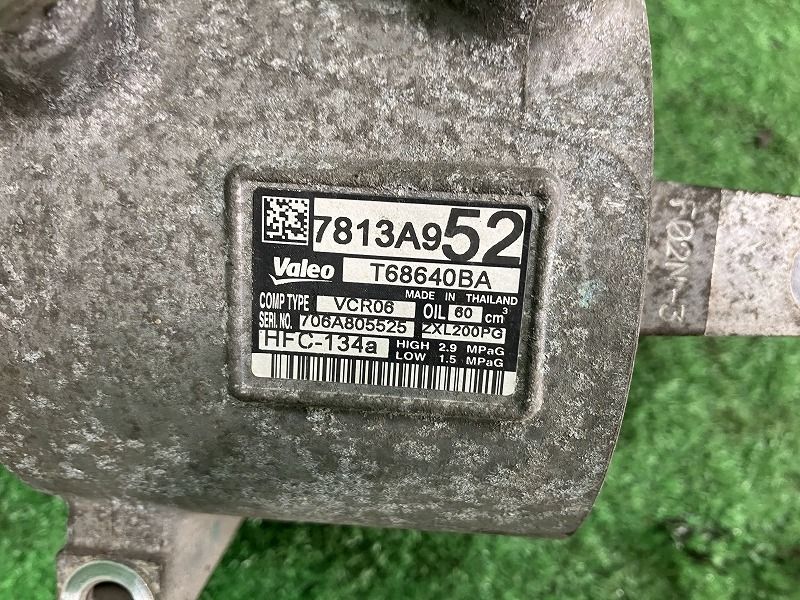 7813A952
Valeo T68640BA
MADE IN THAILAND
COMP TYPE VCR06 OIL 60 cm³
SERI. NO. 706A805525 ZXL200PG
HFC-134a HIGH 2.9 MPaG
LOW 1.5 MPaG
F02N-3